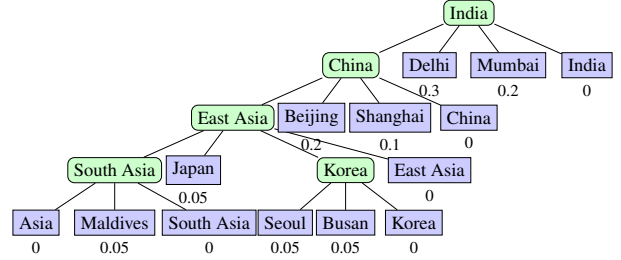 India
China Delhi Mumbai India
0.3 0.2 0
East Asia Beijing Shanghai China
0.2 0.1 0
South Asia Japan Korea East Asia
0.05 0
Asia Maldives South Asia Seoul Busan Korea
0 0.05 0 0.05 0.05 0